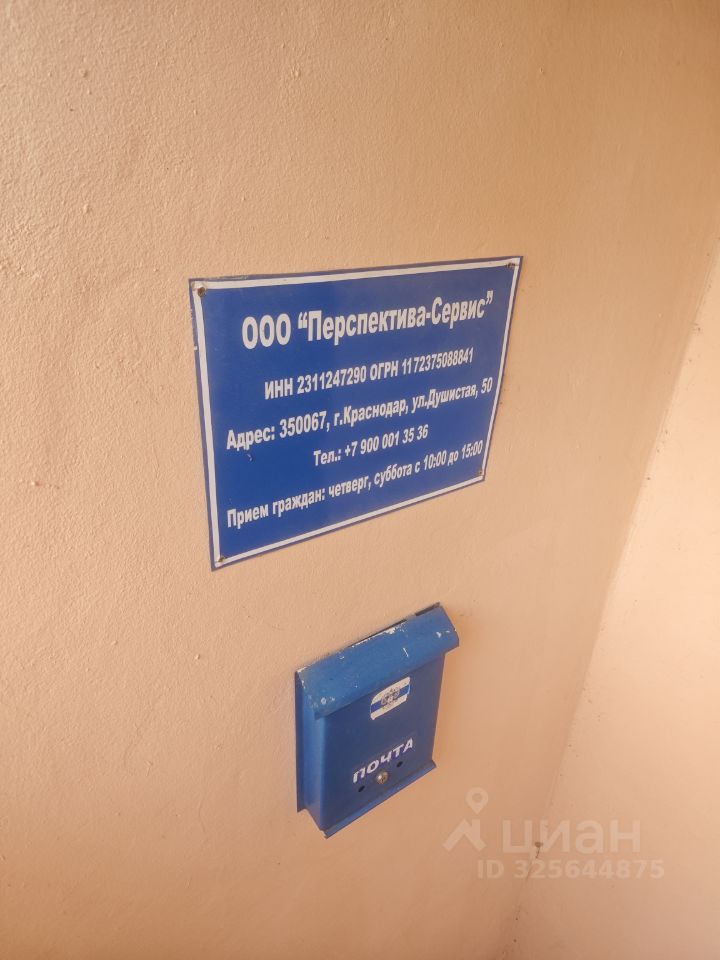 ООО “Перспектива-Сервис”
ИНН 2311247290 ОГРН 1172375088841
Адрес: 350067, г.Краснодар, ул.Душистая, 50
Тел.: +7 900 001 35 36
Прием граждан: четверг, суббота с 10:00 до 15:00
ПОЧТА
циан
ID 325644875